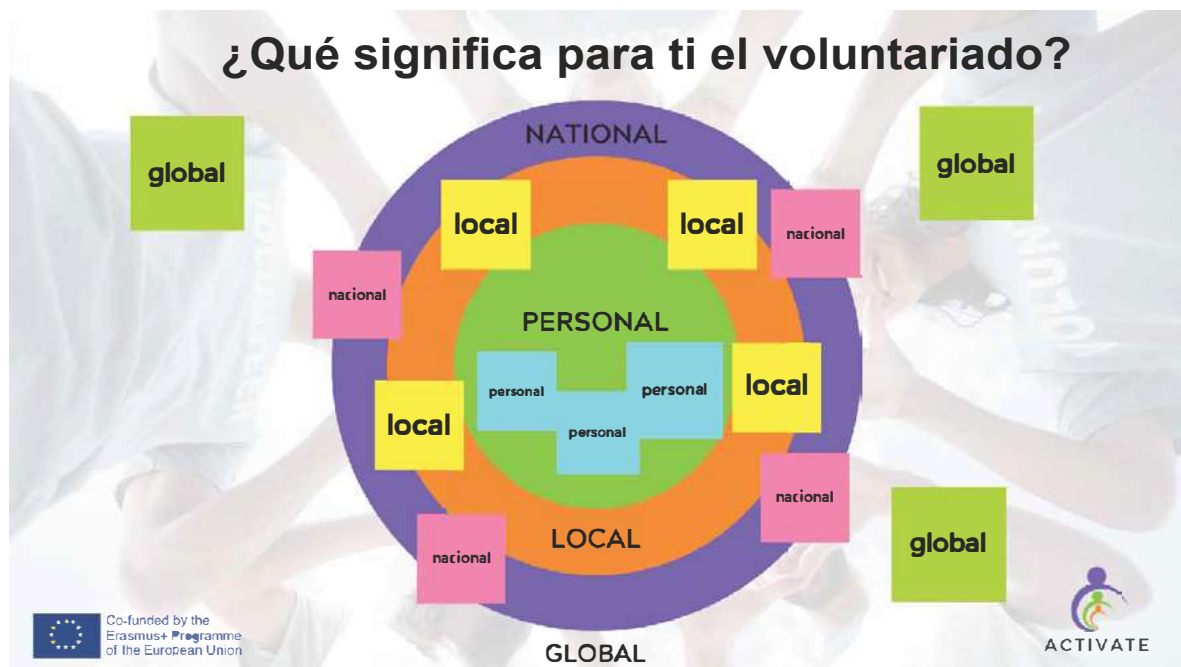 ¿Qué significa para ti el voluntariado?
NATIONAL
global
global
local
local
nacional
nacional
PERSONAL
personal
personal
personal
local
local
nacional
nacional
LOCAL
global
GLOBAL
Co-funded by the
Erasmus+ Programme
of the European Union
ACTIVATE